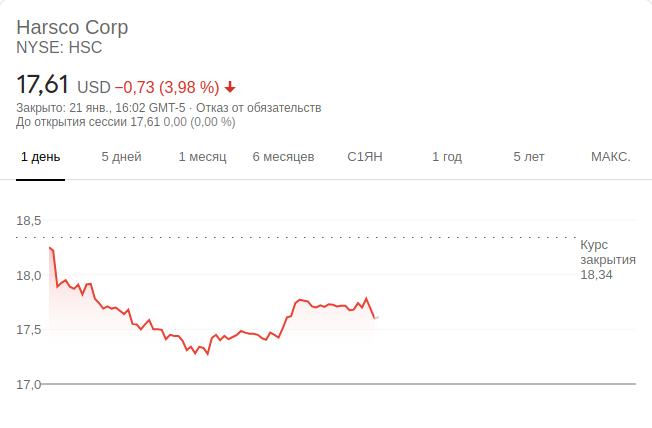 Harsco Corp
NYSE: HSC
17,61 USD −0,73 (3,98 %)
Закрыто: 21 янв., 16:02 GMT-5 · Отказ от обязательств
До открытия сессии 17,61 0,00 (0,00 %)
1 день 5 дней 1 месяц 6 месяцев С1ЯН 1 год 5 лет МАКС.
18,5
Курс
закрытия
18,34
18,0
17,5
17,0